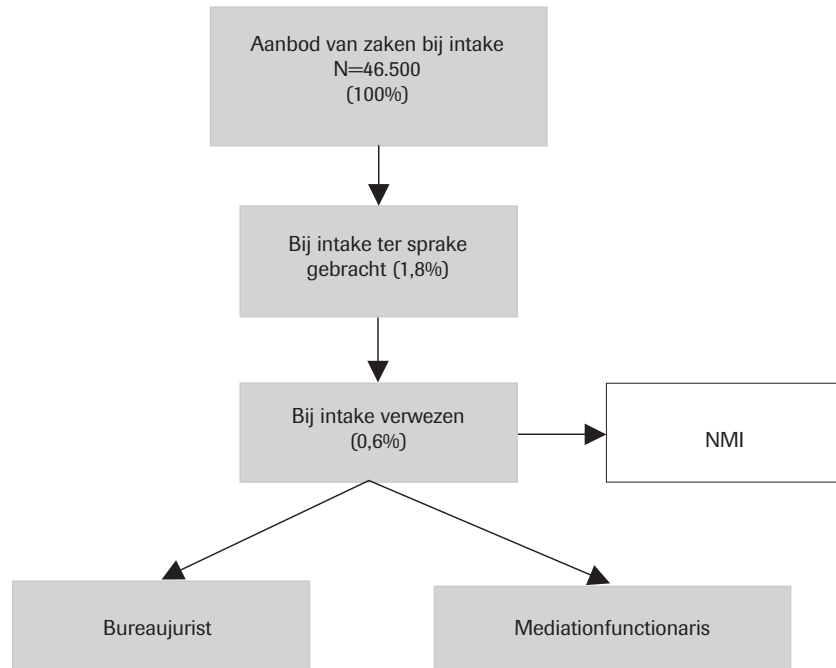 Aanbod van zaken bij intake
N=46.500
(100%)
Bij intake ter sprake
gebracht (1,8%)
Bij intake verwezen
(0,6%)
NMI
Bureaujurist
Mediationfunctionaris